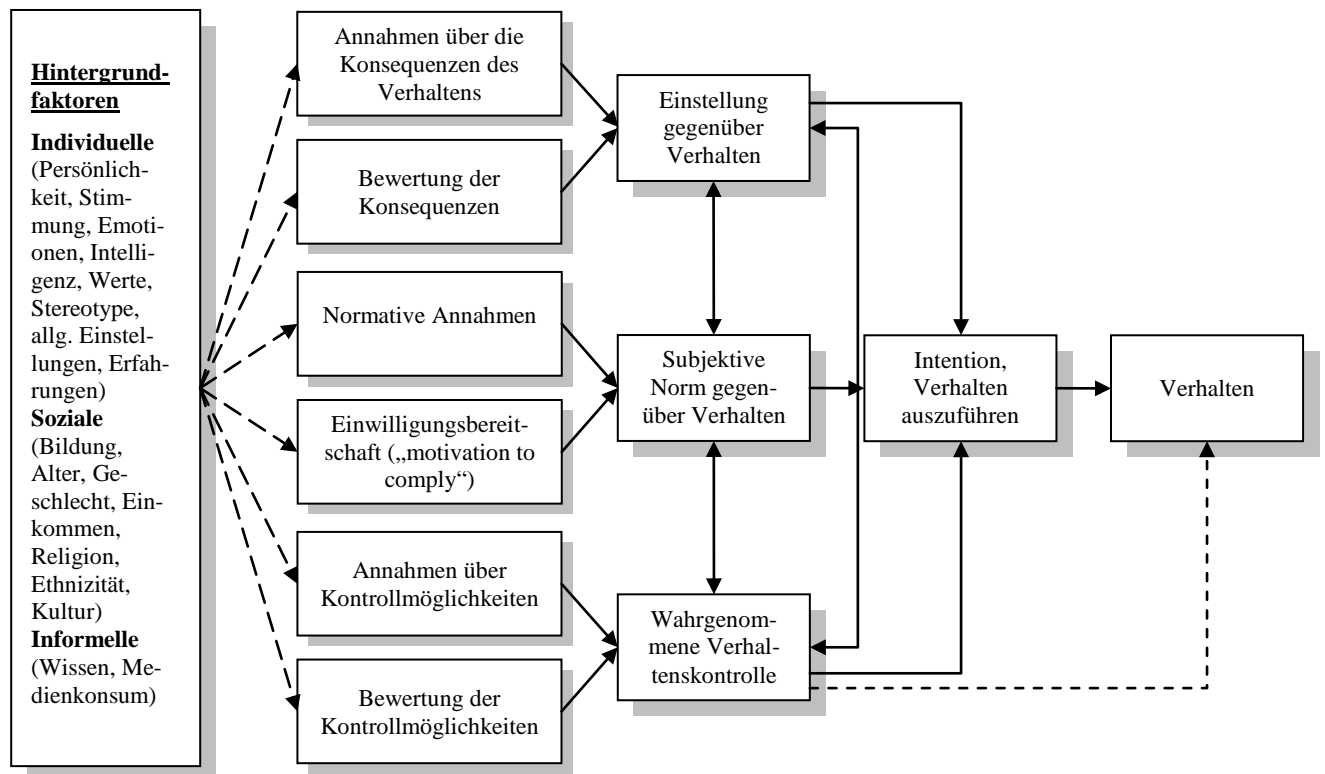 Hintergrund-
faktoren
Individuelle
(Persönlich-
keit, Stim-
mung, Emoti-
onen, Intelli-
genz, Werte,
Stereotype,
allg. Einstel-
lungen, Erfah-
rungen)
Soziale
(Bildung,
Alter, Ge-
schlecht, Ein-
kommen,
Religion,
Ethnizität,
Kultur)
Informelle
(Wissen, Me-
dienkonsum)
Annahmen über die
Konsequenzen des
Verhaltens
Bewertung der
Konsequenzen
Normative Annahmen
Einwilligungsbereit-
schaft („motivation to
comply“)
Annahmen über
Kontrollmöglichkeiten
Bewertung der
Kontrollmöglichkeiten
Einstellung
gegenüber
Verhalten
Subjektive
Norm gegen-
über Verhalten
Wahrgenom-
mene Verhal-
tenskontrolle
Intention,
Verhalten
auszuführen
Verhalten